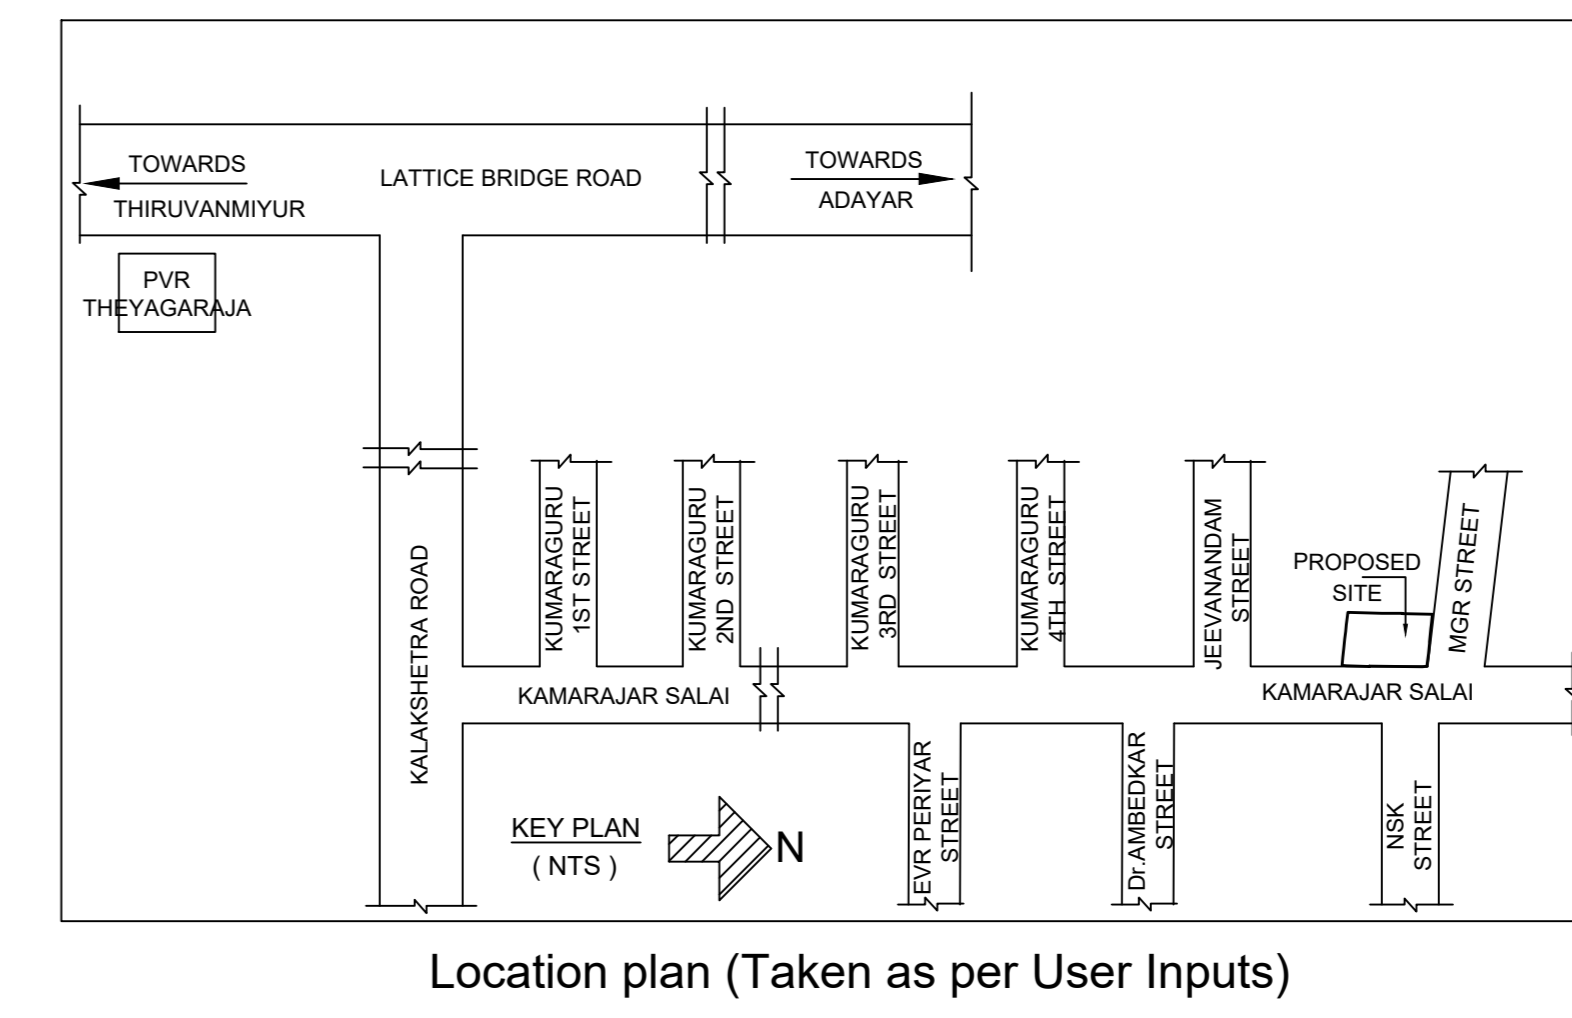 TOWARDS
THIRUVANMIYUR
LATTICE BRIDGE ROAD
TOWARDS
ADAYAR
PVR
THEYAGARAJA
KALAKSHETRA ROAD
KUMARAGURU
1ST STREET
KUMARAGURU
2ND STREET
KUMARAGURU
3RD STREET
KUMARAGURU
4TH STREET
JEEVANANDAM
STREET
PROPOSED
SITE
MGR STREET
KAMARAJAR SALAI
KAMARAJAR SALAI
EVR PERIYAR
STREET
Dr.AMBEDKAR
STREET
NSK
STREET
KEY PLAN
( NTS )
N
Location plan (Taken as per User Inputs)